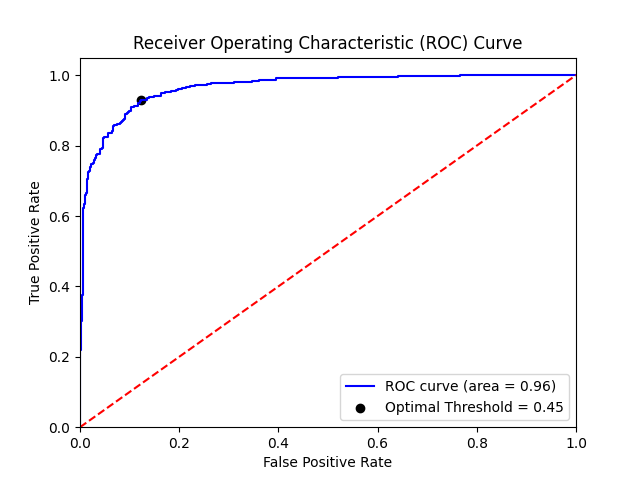 Receiver Operating Characteristic (ROC) Curve
1.0
0.8
0.6
0.4
0.2
0.0
True Positive Rate
0.0 0.2 0.4 0.6 0.8 1.0
False Positive Rate
ROC curve (area = 0.96)
Optimal Threshold = 0.45